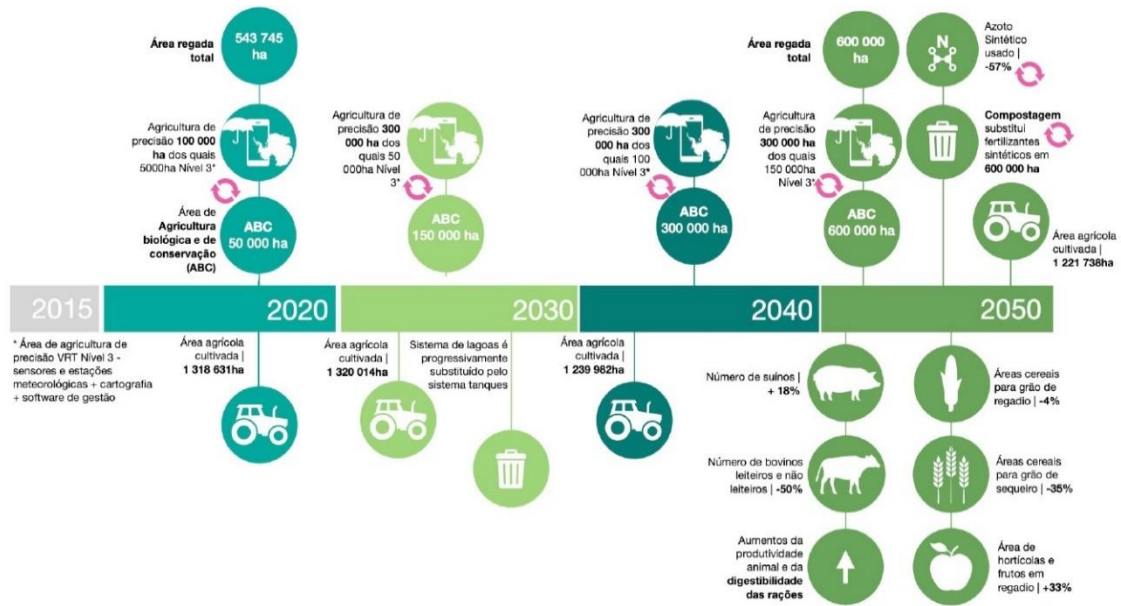 543 745
ha
Área regada
total
Agricultura de
precisão 100 000
ha dos quais
5000ha Nível 3*
Área de
Agricultura
biológica e de
conservação
(ABC)
ABC
50 000 ha
Agricultura de
precisão 300
000 ha dos
quais 50
000ha Nível
3*
ABC
150 000 ha
Agricultura de
precisão 300
000 ha dos
quais 100
000ha Nível 3*
ABC
300 000 ha
Área regada
total
600 000
ha
Agricultura
de precisão
300 000 ha
dos quais
150 000ha
Nível 3*
ABC
600 000 ha
N
Azoto
Sintético
usado |
-57%
Compostagem
substitui
fertilizantes
sintéticos em
600 000 ha
Área agrícola
cultivada |
1 221 738ha
2015
2020
2030
2040
2050
* Área de agricultura de
precisão VRT Nível 3 -
sensores e estações
meteorológicas + cartografia
+ software de gestão
Área agrícola
cultivada |
1 318 631ha
Área agrícola
cultivada |
1 320 014ha
Sistema de lagoas é
progressivamente
substituído pelo
sistema tanques
Área agrícola
cultivada |
1 239 982ha
Número de suínos |
+ 18%
Áreas cereais
para grão de
regadio | -4%
Número de bovinos
leiteiros e não
leiteiros | -50%
Áreas cereais
para grão de
sequeiro | -35%
Aumentos da
produtividade
animal e da
digestibilidade
das rações
Área de
hortícolas e
frutos em
regadio | +33%